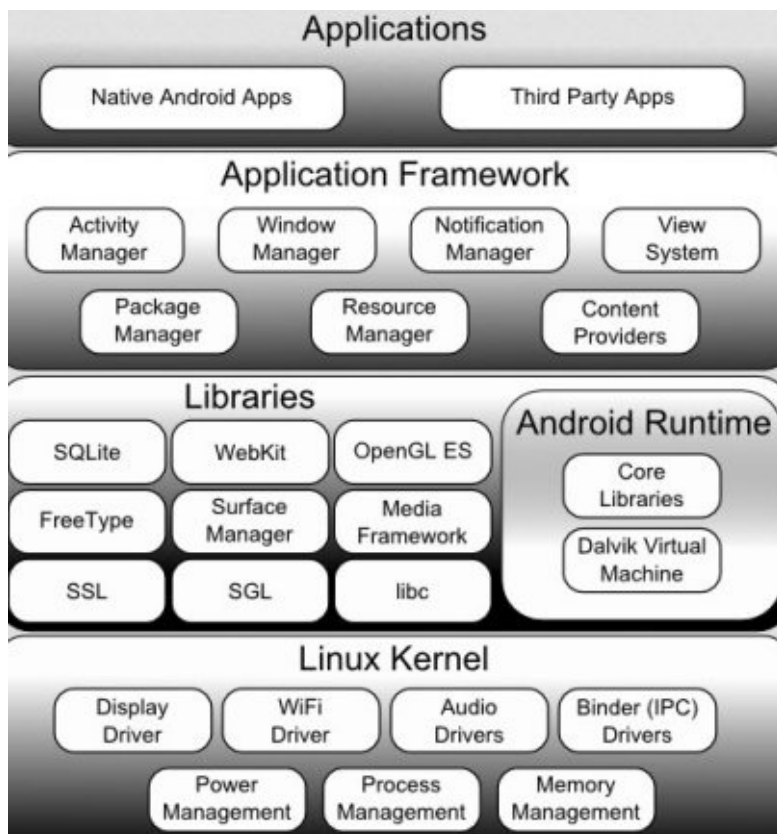 Applications
Native Android Apps
Third Party Apps
Application Framework
Activity
Manager
Window
Manager
Notification
Manager
View
System
Package
Manager
Resource
Manager
Content
Providers
Libraries
SQLite
WebKit
OpenGL ES
FreeType
Surface
Manager
Media
Framework
SSL
SGL
libc
Android Runtime
Core
Libraries
Dalvik Virtual
Machine
Linux Kernel
Display
Driver
WiFi
Driver
Audio
Drivers
Binder (IPC)
Drivers
Power
Management
Process
Management
Memory
Management